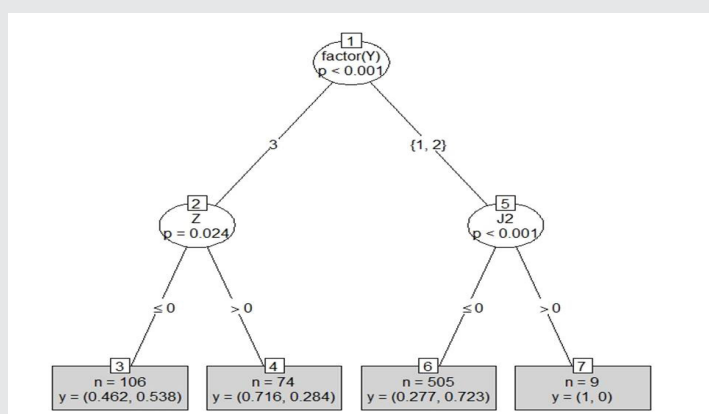 1
factor(Y)
p < 0.001
3
{1, 2}
2
Z
p = 0.024
5
J2
p < 0.001
≤ 0
> 0
≤ 0
> 0
3
n = 106
y = (0.462, 0.538)
4
n = 74
y = (0.716, 0.284)
6
n = 505
y = (0.277, 0.723)
7
n = 9
y = (1, 0)